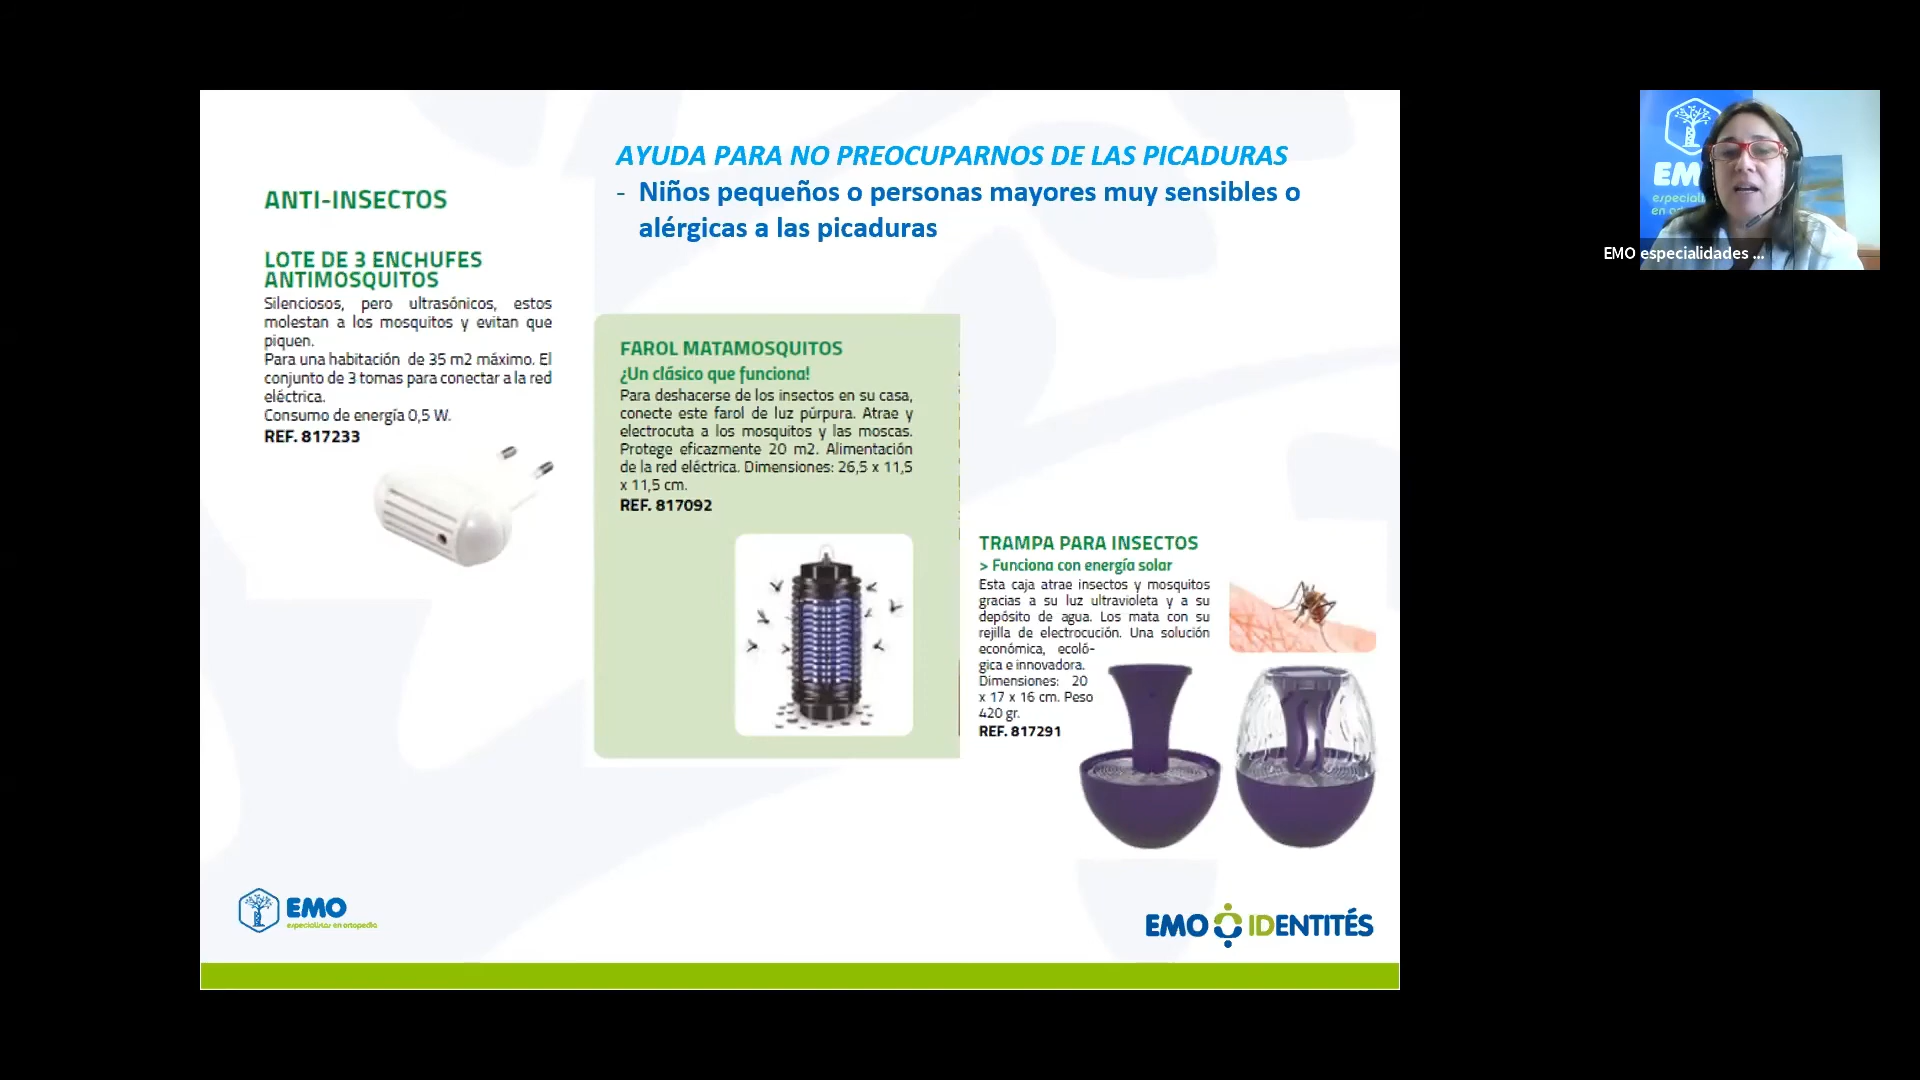 AYUDA PARA NO PREOCUPARNOS DE LAS PICADURAS
- Niños pequeños o personas mayores muy sensibles o
alérgicas a las picaduras
ANTI-INSECTOS
LOTE DE 3 ENCHUFES
ANTIMOSQUITOS
Silenciosos, pero ultrasónicos, estos
molestan a los mosquitos y evitan que
piquen.
Para una habitación de 35 m2 máximo. El
conjunto de 3 tomas para conectar a la red
eléctrica.
Consumo de energía 0,5 W.
REF. 817233
FAROL MATAMOSQUITOS
¿Un clásico que funciona!
Para deshacerse de los insectos en su casa,
conecte este farol de luz púrpura. Atrae y
electrocuta a los mosquitos y las moscas.
Protege eficazmente 20 m2. Alimentación
de la red eléctrica. Dimensiones: 26,5 x 11,5
x 11,5 cm.
REF. 817092
TRAMPA PARA INSECTOS
> Funciona con energía solar
Esta caja atrae insectos y mosquitos
gracias a su luz ultravioleta y a su
depósito de agua. Los mata con su
rejilla de electrocución. Una solución
económica, ecoló-
gica e innovadora.
Dimensiones: 20
x 17 x 16 cm. Peso
420 gr.
REF. 817291
EMO
especialistas en ortopedia
EMO IDENTITÉS
EM
especiali
en or
EMO especialidades ...